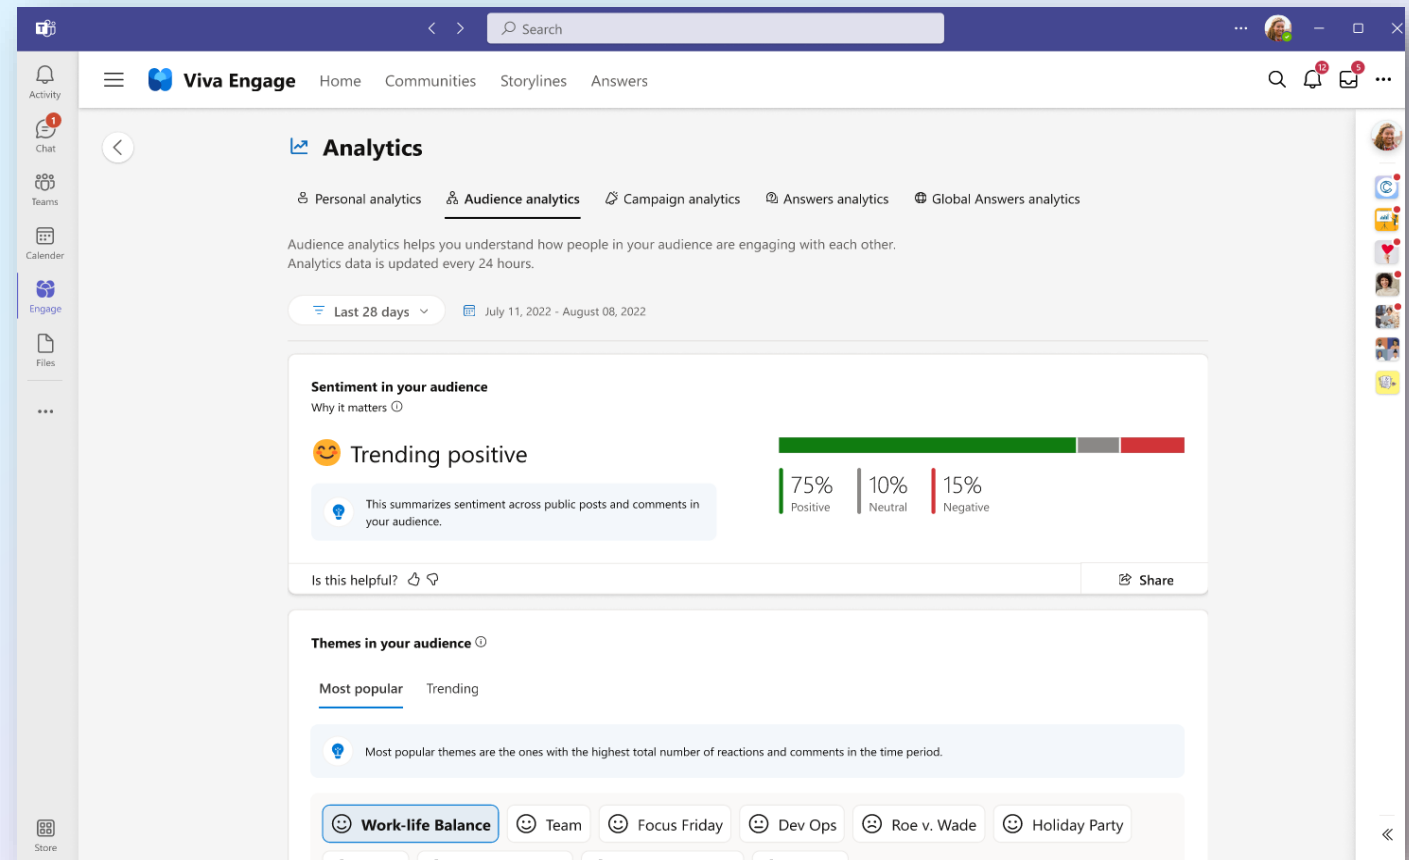 Search
Activity
1
Chat
Teams
Calender
Engage
Files
Store
Viva Engage Home Communities Storylines Answers
12
5
Analytics
Personal analytics Audience analytics Campaign analytics Answers analytics Global Answers analytics
Audience analytics helps you understand how people in your audience are engaging with each other.
Analytics data is updated every 24 hours.
Last 28 days July 11, 2022 - August 08, 2022
Sentiment in your audience
Why it matters
Trending positive
This summarizes sentiment across public posts and comments in
your audience.
75% 10% 15%
Positive Neutral Negative
Is this helpful? Share
Themes in your audience
Most popular Trending
Most popular themes are the ones with the highest total number of reactions and comments in the time period.
Work-life Balance Team Focus Friday Dev Ops Roe v. Wade Holiday Party